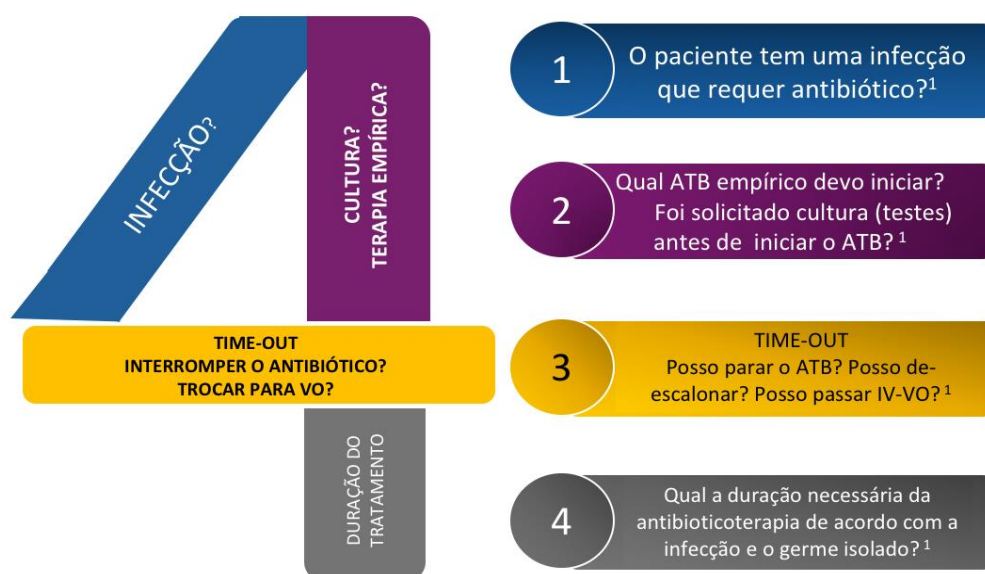 INFECÇÃO?
CULTURA?
TERAPIA EMPÍRICA?
TIME-OUT
INTERROMPER O ANTIBIÓTICO?
TROCAR PARA VO?
DURAÇÃO DO
TRATAMENTO
1
O paciente tem uma infecção
que requer antibiótico?¹
2
Qual ATB empírico devo iniciar?
Foi solicitado cultura (testes)
antes de iniciar o ATB? ¹
3
TIME-OUT
Posso parar o ATB? Posso de-
escalonar? Posso passar IV-VO? ¹
4
Qual a duração necessária da
antibioticoterapia de acordo com a
infecção e o germe isolado? ¹